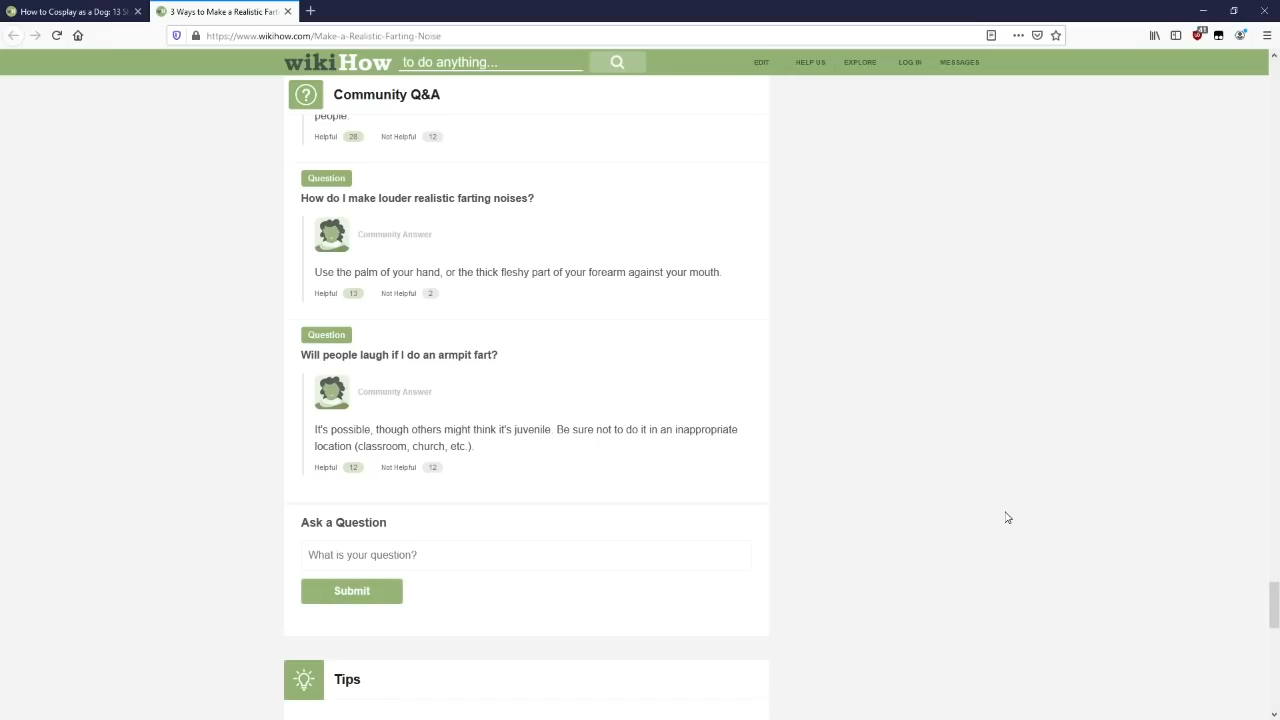 How to Cosplay as a Dog: 13 S
3 Ways to Make a Realistic Fart
https://www.wikihow.com/Make-a-Realistic-Farting-Noise
wikiHow to do anything...
EDIT HELP US EXPLORE LOG IN MESSAGES
Community Q&A
people.
Helpful 28 Not Helpful 12
Question
How do I make louder realistic farting noises?
Community Answer
Use the palm of your hand, or the thick fleshy part of your forearm against your mouth.
Helpful 13 Not Helpful 2
Question
Will people laugh if I do an armpit fart?
Community Answer
It's possible, though others might think it's juvenile. Be sure not to do it in an inappropriate
location (classroom, church, etc.).
Helpful 12 Not Helpful 12
Ask a Question
What is your question?
Submit
Tips